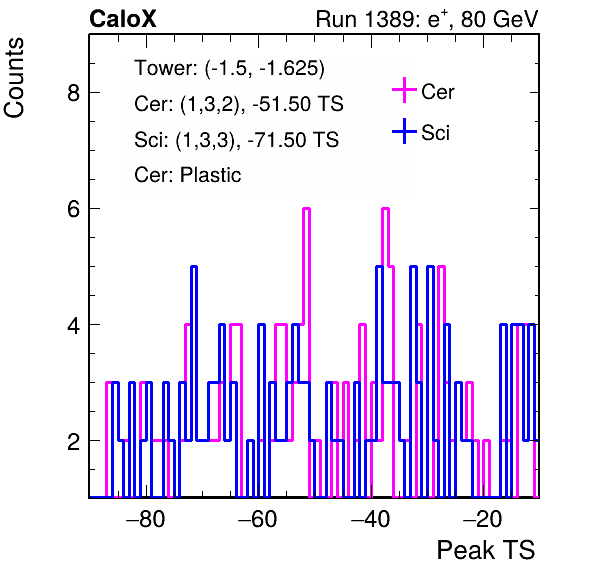 CaloX Run 1389: e⁺, 80 GeV
Counts
Tower: (-1.5, -1.625)
Cer: (1,3,2), -51.50 TS
Sci: (1,3,3), -71.50 TS
Cer: Plastic
Cer
Sci
8
6
4
2
−80 −60 −40 −20
Peak TS